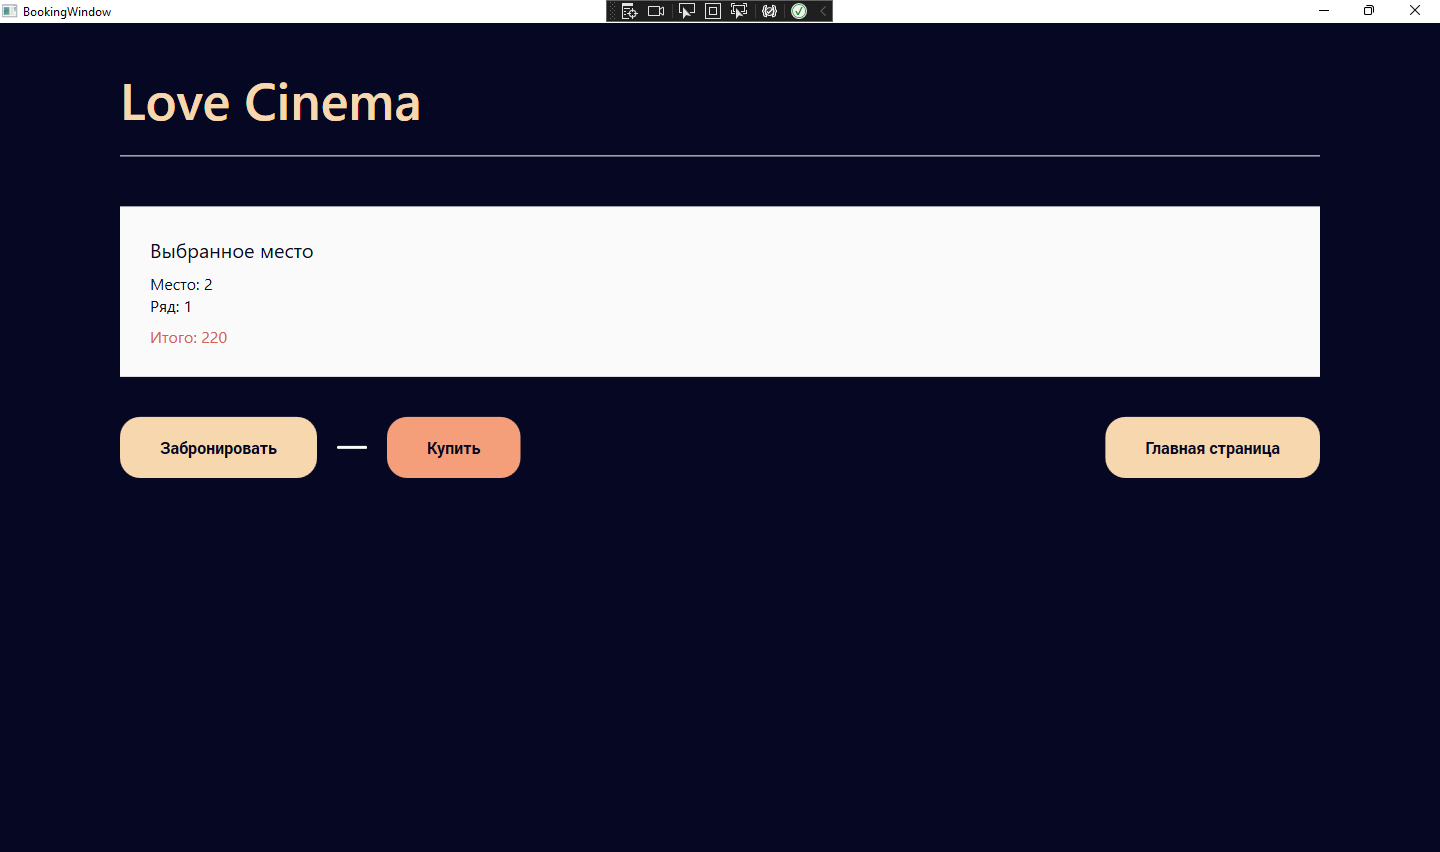 BookingWindow
Love Cinema
Выбранное место
Место: 2
Ряд: 1
Итого: 220
Забронировать
Купить
Главная страница